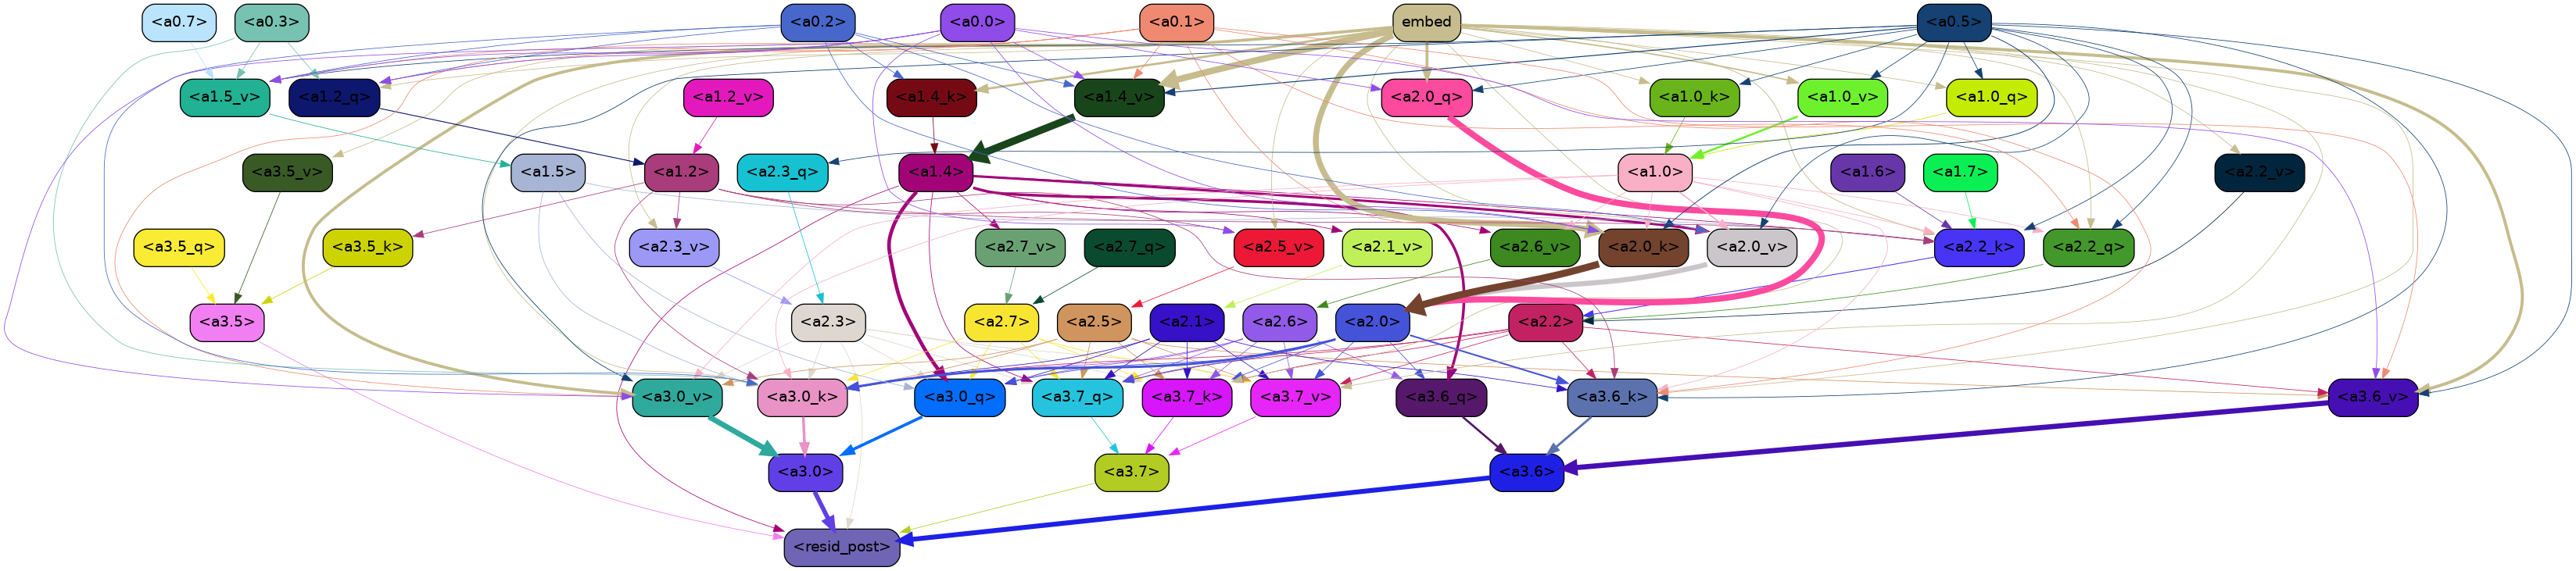 <a0.7> <a0.3> <a0.2> <a0.0> <a0.1> embed <a0.5>
<a1.5_v> <a1.2_q> <a1.2_v> <a1.4_k> <a1.4_v> <a2.0_q> <a1.0_k> <a1.0_v> <a1.0_q>
<a3.5_v> <a1.5> <a1.2> <a2.3_q> <a1.4> <a1.0> <a1.6> <a1.7> <a2.2_v>
<a3.5_q> <a3.5_k> <a2.3_v> <a2.7_v> <a2.7_q> <a2.5_v> <a2.1_v> <a2.6_v> <a2.0_k> <a2.0_v> <a2.2_k> <a2.2_q>
<a3.5> <a2.3> <a2.7> <a2.5> <a2.1> <a2.6> <a2.0> <a2.2>
<a3.0_v> <a3.0_k> <a3.0_q> <a3.7_q> <a3.7_k> <a3.7_v> <a3.6_q> <a3.6_k> <a3.6_v>
<a3.0> <a3.7> <a3.6>
<resid_post>